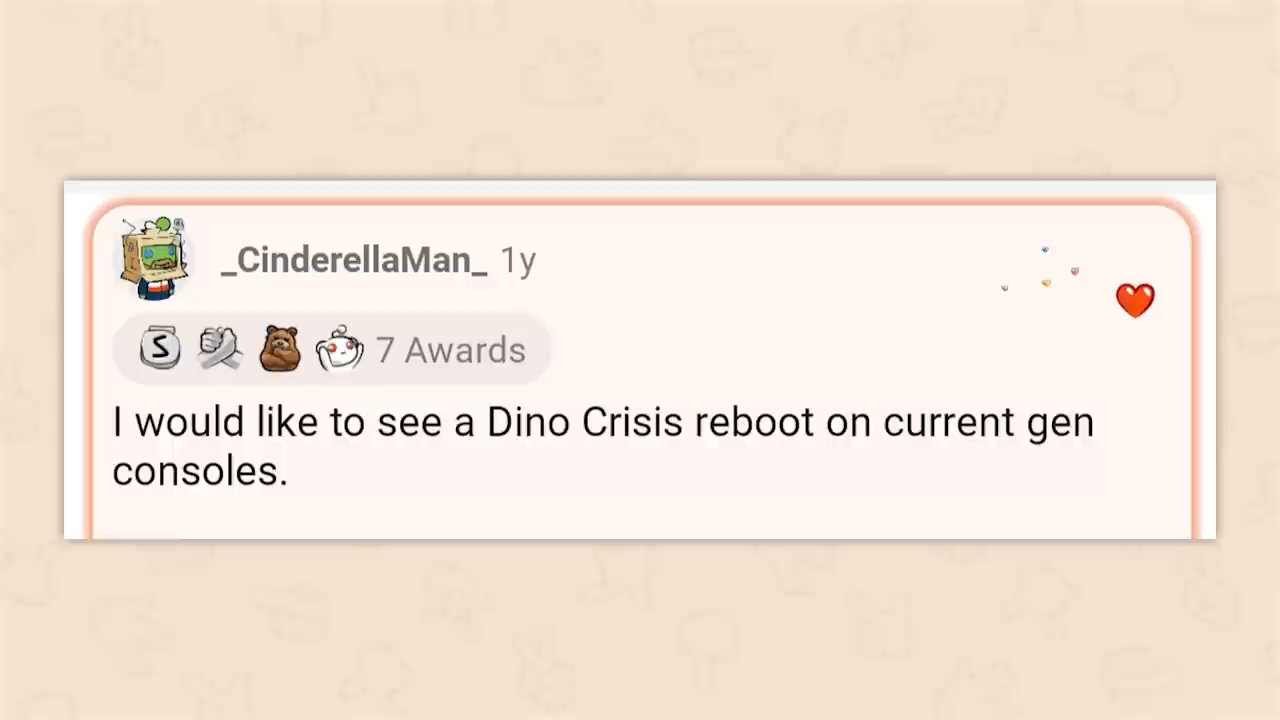 _CinderellaMan_ 1y
S 7 Awards
I would like to see a Dino Crisis reboot on current gen
consoles.